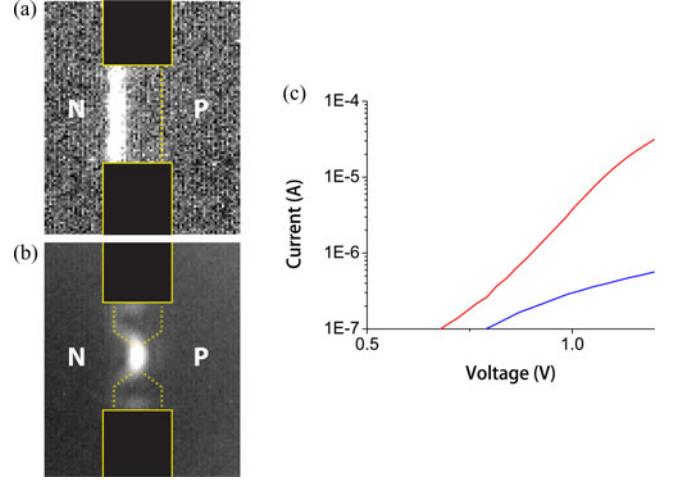 (a)
N P
(b)
N P
(c)
1E-4
1E-5
1E-6
1E-7
Current (A)
0.5 1.0
Voltage (V)